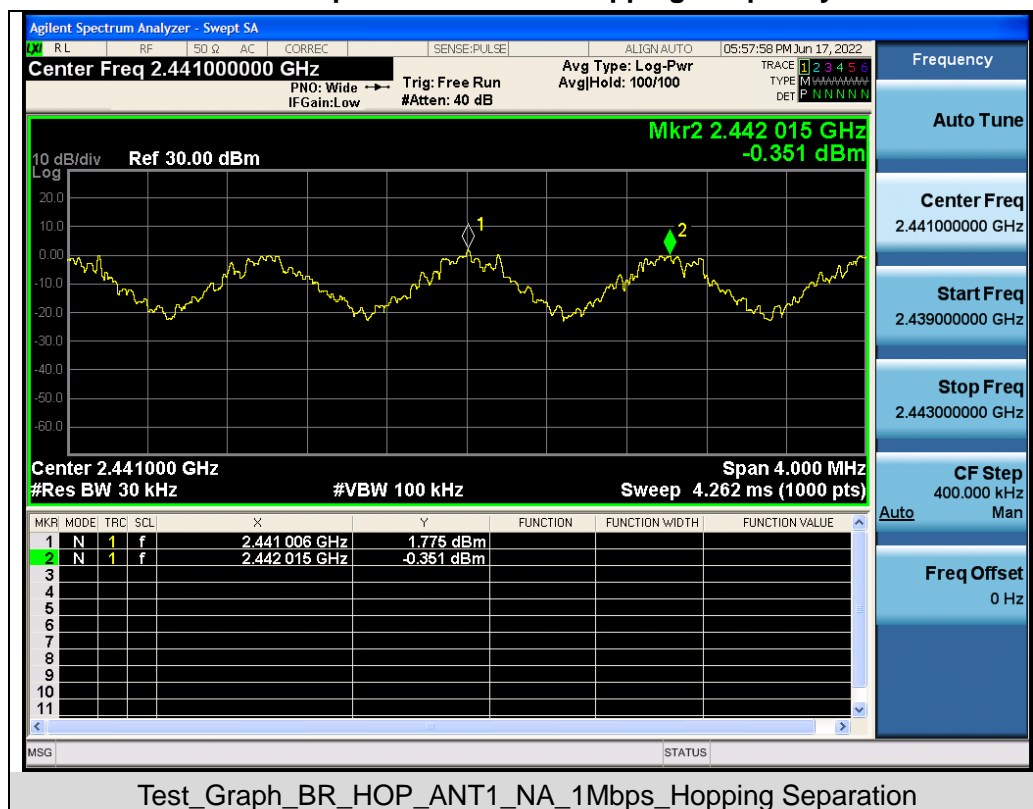 Agilent Spectrum Analyzer - Swept SA
LXI RL RF 50 Ω AC CORREC SENSE:PULSE ALIGN AUTO 05:57:58 PM Jun 17, 2022
Center Freq 2.441000000 GHz
PNO: Wide
IFGain:Low
Trig: Free Run
#Atten: 40 dB
Avg Type: Log-Pwr
Avg|Hold: 100/100
TRACE 1 2 3 4 5 6
TYPE M
DET P N N N N N
Mkr2 2.442 015 GHz
-0.351 dBm
10 dB/div Ref 30.00 dBm
Log
20.0
10.0
0.00
-10.0
-20.0
-30.0
-40.0
-50.0
-60.0
1
2
Center 2.441000 GHz Span 4.000 MHz
#Res BW 30 kHz #VBW 100 kHz Sweep 4.262 ms (1000 pts)
MKR MODE TRC SCL X Y FUNCTION FUNCTION WIDTH FUNCTION VALUE
1 N 1 f 2.441 006 GHz 1.775 dBm
2 N 1 f 2.442 015 GHz -0.351 dBm
3
4
5
6
7
8
9
10
11
MSG STATUS
Frequency
Auto Tune
Center Freq
2.441000000 GHz
Start Freq
2.439000000 GHz
Stop Freq
2.443000000 GHz
CF Step
400.000 kHz
Auto Man
Freq Offset
0 Hz
Test_Graph_BR_HOP_ANT1_NA_1Mbps_Hopping Separation